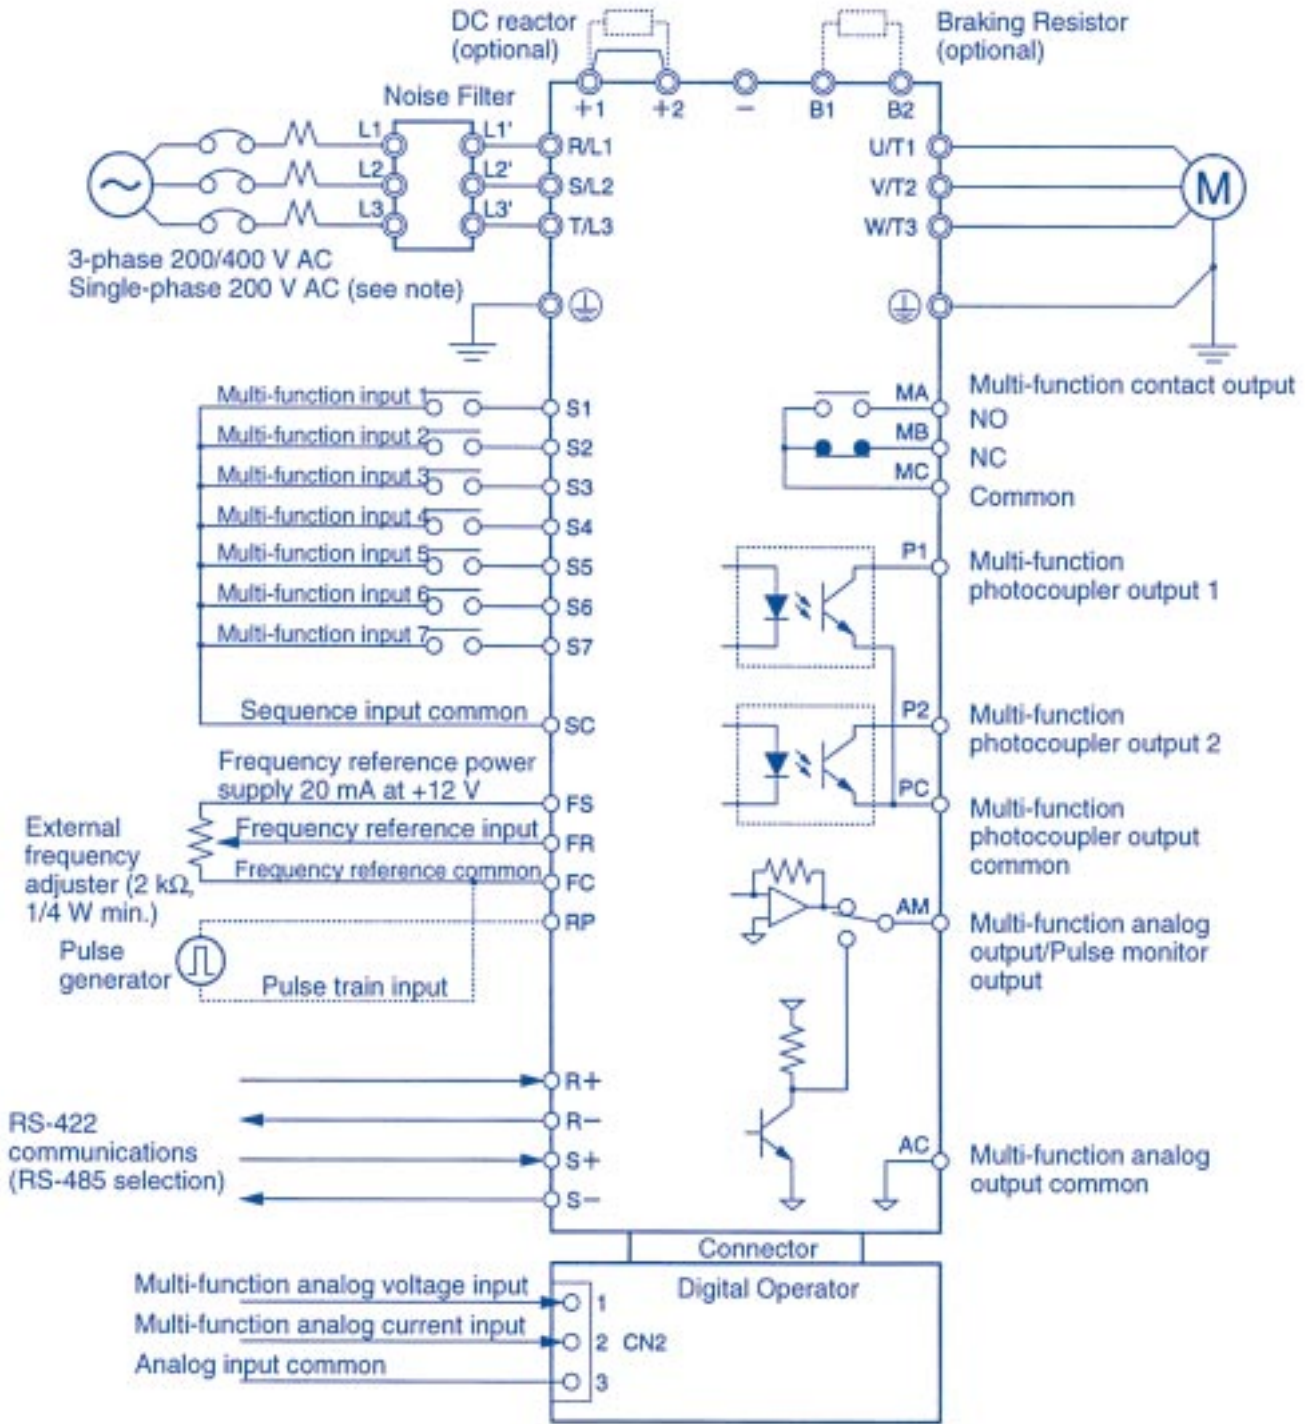 DC reactor
(optional)
Braking Resistor
(optional)
+1
+2
−
B1
B2
Noise Filter
L1
L1'
R/L1
U/T1
L2
L2'
S/L2
V/T2
M
L3
L3'
T/L3
W/T3
3-phase 200/400 V AC
Single-phase 200 V AC (see note)
Multi-function input 1
S1
Multi-function input 2
S2
Multi-function input 3
S3
Multi-function input 4
S4
Multi-function input 5
S5
Multi-function input 6
S6
Multi-function input 7
S7
Sequence input common
SC
MA
Multi-function contact output
NO
MB
NC
MC
Common
P1
Multi-function
photocoupler output 1
P2
Multi-function
photocoupler output 2
PC
Multi-function
photocoupler output
common
Frequency reference power
supply 20 mA at +12 V
FS
External
frequency
adjuster (2 kΩ,
1/4 W min.)
Frequency reference input
FR
Frequency reference common
FC
RP
Pulse
generator
Pulse train input
AM
Multi-function analog
output/Pulse monitor
output
R+
R−
RS-422
communications
(RS-485 selection)
S+
S−
AC
Multi-function analog
output common
Connector
Digital Operator
Multi-function analog voltage input
1
Multi-function analog current input
2 CN2
Analog input common
3